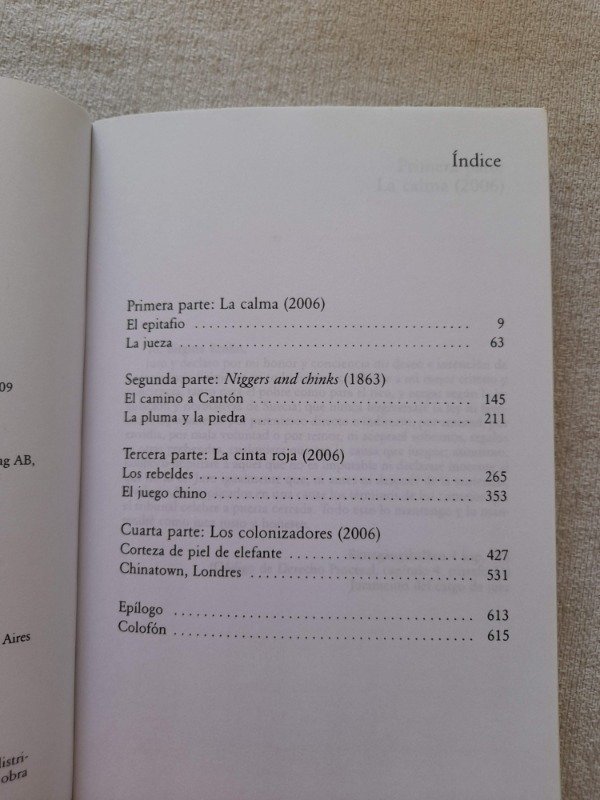 Índice
Primera parte: La calma (2006)
El epitafio 9
La jueza 63
Segunda parte: Niggers and chinks (1863)
El camino a Cantón 145
La pluma y la piedra 211
Tercera parte: La cinta roja (2006)
Los rebeldes 265
El juego chino 353
Cuarta parte: Los colonizadores (2006)
Corteza de piel de elefante 427
Chinatown, Londres 531
Epílogo 613
Colofón 615
09
ng AB,
Aires
distri-
obra